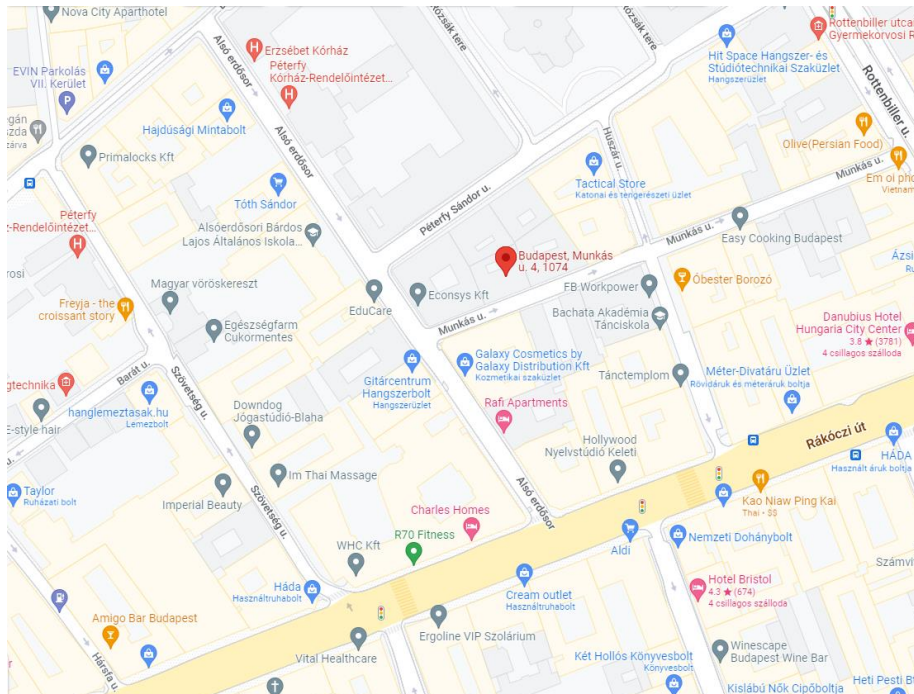 Nova City Aparthotel
EVIN Parkolás
VII. Kerület
Alsó erdősor
Erzsébet Kórház
Péterfy
Kórház-Rendelőintézet...
Rózsák tere
Rózsák tere
Hit Space Hangszer- és
Stúdiótechnikai Szaküzlet
Hangszerüzlet
Rottenbiller utcai
Gyermekorvosi R
Rottenbiller u.
Hajdúsági Mintabolt
Primalocks Kft
Alsó erdősor
Huszár u.
Olive(Persian Food)
Munkás u.
Em oi pho
Vietnam
Tactical Store
Katonai és tengerészeti üzlet
Tóth Sándor
Péterfy Sándor u.
Péterfy
z-Rendelőintézet...
Alsóerdősori Bárdos
Lajos Általános Iskola...
Munkás u.
Easy Cooking Budapest
Budapest, Munkás
u. 4, 1074
Magyar vöröskereszt
Econsys Kft
FB Workpower
Óbester Borozó
Freyja - the
croissant story
EduCare
Munkás u.
Bachata Akadémia
Tánciskola
Danubius Hotel
Hungaria City Center
3.8 ★ (3781)
4 csillagos szálloda
Egészségfarm
Cukormentes
Barát u.
Szövetség u.
Gitárcentrum
Hangszerbolt
Hangszerüzlet
Galaxy Cosmetics by
Galaxy Distribution Kft
Kozmetikai szaküzlet
Tánctemplom
Méter-Divatáru Üzlet
Rövidáruk és méteráruk boltja
gtechnika
E-style hair
hanglemeztasak.hu
Lemezbolt
Downdog
Jógastúdió-Blaha
Rafi Apartments
Hollywood
Nyelvstúdió Keleti
Rákóczi út
HÁDA
Használt áruk boltja
Im Thai Massage
Taylor
Ruházati bolt
Imperial Beauty
Szövetség u.
Alsó erdősor
Kao Niaw Ping Kai
Thai • $$
Charles Homes
R70 Fitness
WHC Kft
Aldi
Nemzeti Dohánybolt
Háda
Használtruhabolt
Cream outlet
Használtruhabolt
Hotel Bristol
4.3 ★ (674)
4 csillagos szálloda
Amigo Bar Budapest
Ergoline VIP Szolárium
Vital Healthcare
Hársfa u.
Két Hollós Könyvesbolt
Könyvesbolt
Winescape
Budapest Wine Bar
Kislábú Nők Cipőboltja
Heti Pesti B